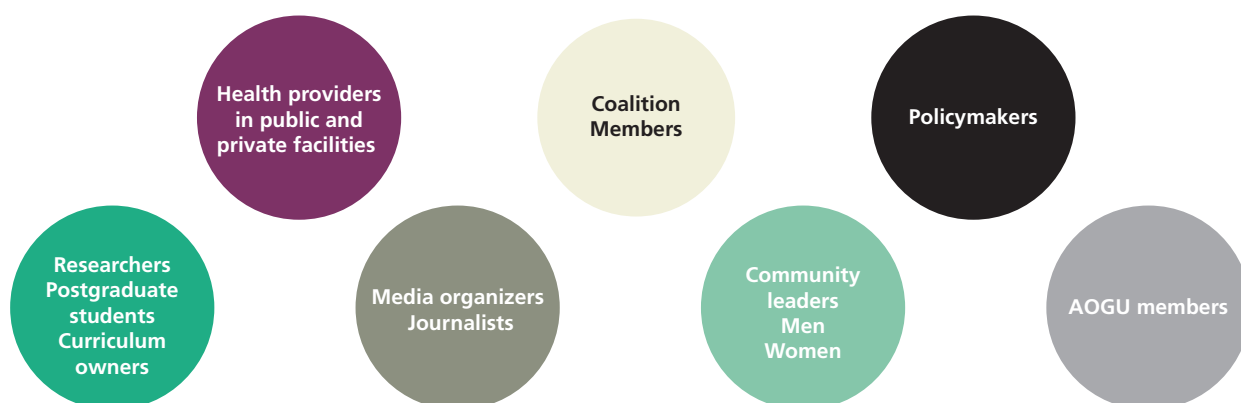 Health providers
in public and
private facilities
Coalition
Members
Policymakers
Researchers
Postgraduate
students
Curriculum
owners
Media organizers
Journalists
Community
leaders
Men
Women
AOGU members